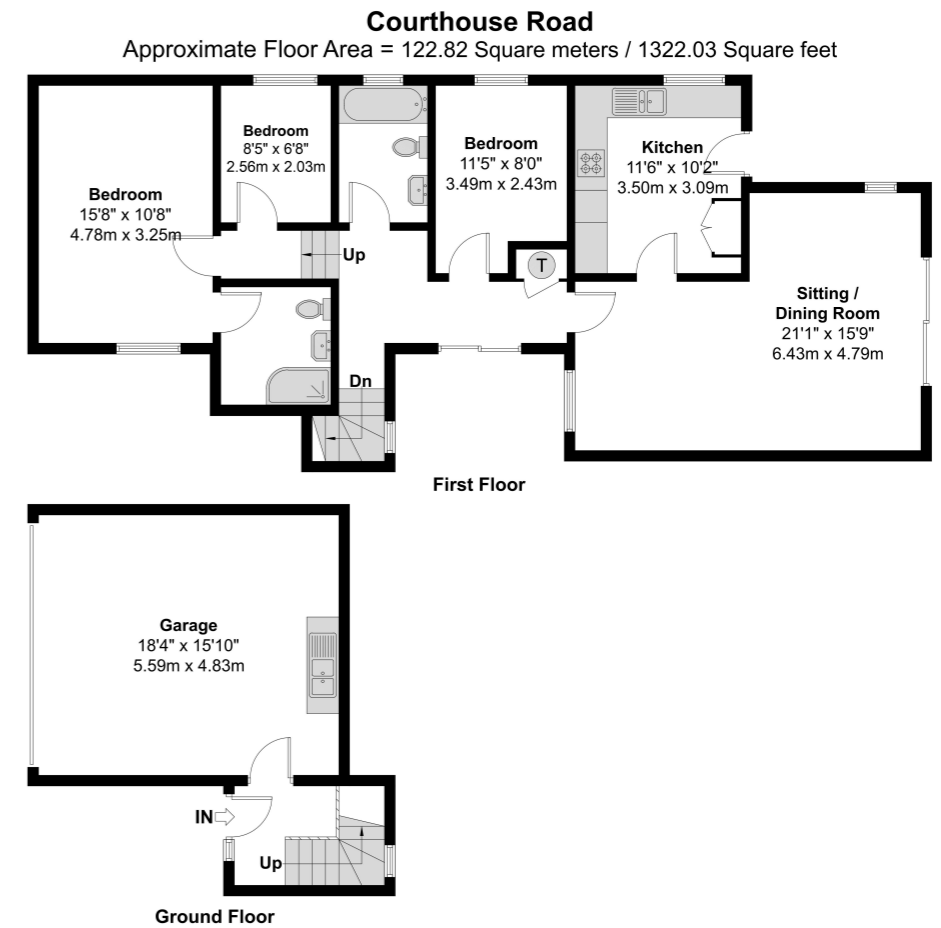 Courthouse Road
Approximate Floor Area = 122.82 Square meters / 1322.03 Square feet
Bedroom
15'8" x 10'8"
4.78m x 3.25m
Bedroom
8'5" x 6'8"
2.56m x 2.03m
Bedroom
11'5" x 8'0"
3.49m x 2.43m
Kitchen
11'6" x 10'2"
3.50m x 3.09m
Up
T
Sitting /
Dining Room
21'1" x 15'9"
6.43m x 4.79m
Dn
First Floor
Garage
18'4" x 15'10"
5.59m x 4.83m
IN
Up
Ground Floor